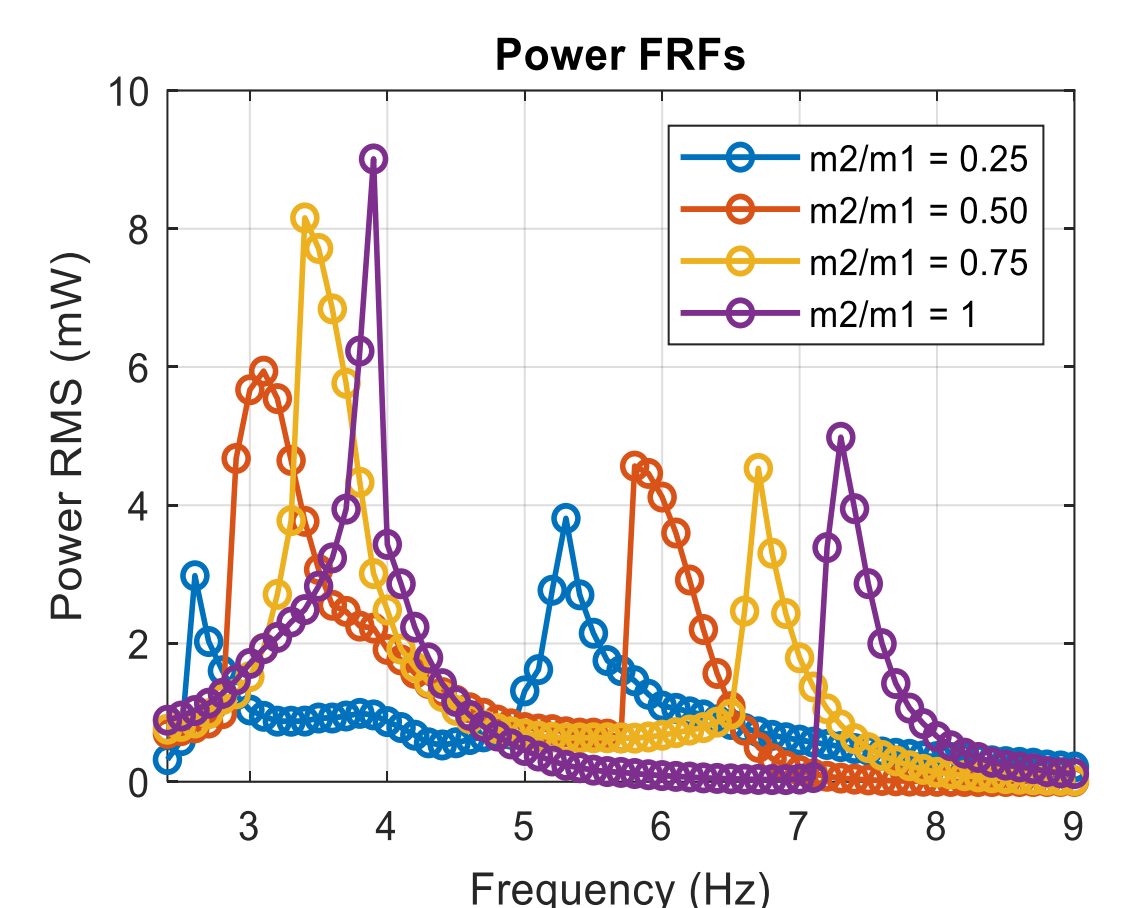 Power FRFs
10
8
6
4
2
0
Power RMS (mW)
m2/m1 = 0.25
m2/m1 = 0.50
m2/m1 = 0.75
m2/m1 = 1
3 4 5 6 7 8 9
Frequency (Hz)